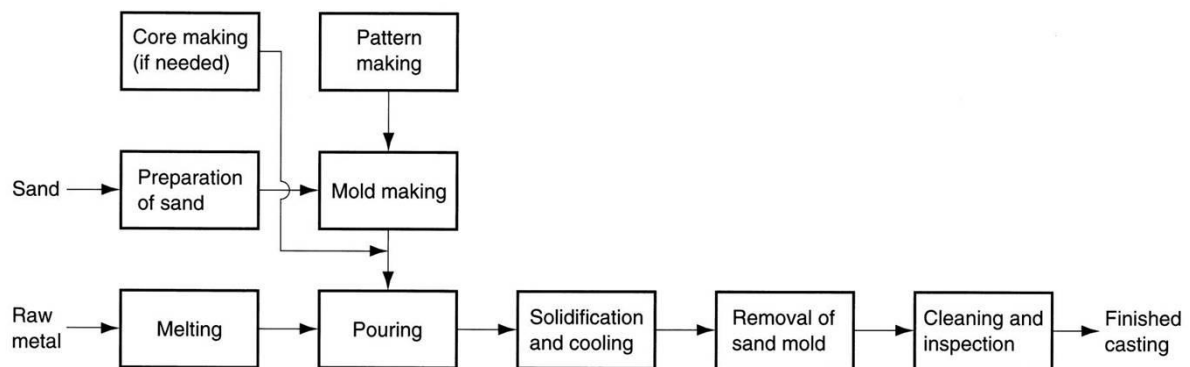 Core making
(if needed)
Pattern
making
Sand
Preparation
of sand
Mold making
Raw
metal
Melting
Pouring
Solidification
and cooling
Removal of
sand mold
Cleaning and
inspection
Finished
casting